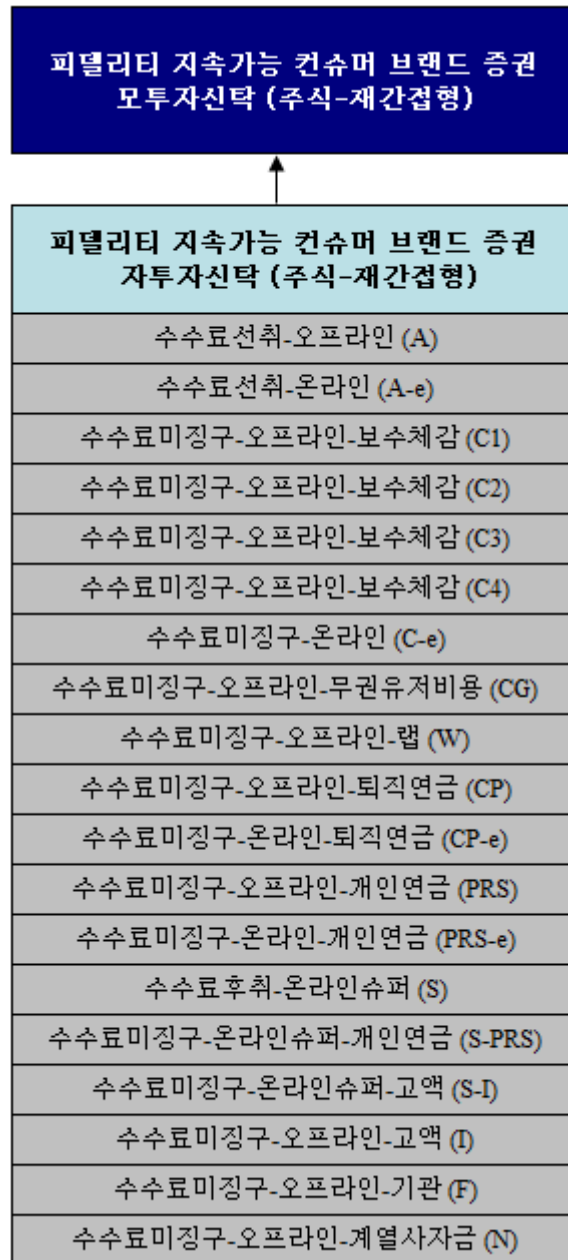 피델리티 지속가능 컨슈머 브랜드 증권
모투자신탁 (주식-재간접형)
피델리티 지속가능 컨슈머 브랜드 증권
자투자신탁 (주식-재간접형)
수수료선취-오프라인 (A)
수수료선취-온라인 (A-e)
수수료미징구-오프라인-보수체감 (C1)
수수료미징구-오프라인-보수체감 (C2)
수수료미징구-오프라인-보수체감 (C3)
수수료미징구-오프라인-보수체감 (C4)
수수료미징구-온라인 (C-e)
수수료미징구-오프라인-무권유저비용 (CG)
수수료미징구-오프라인-랩 (W)
수수료미징구-오프라인-퇴직연금 (CP)
수수료미징구-온라인-퇴직연금 (CP-e)
수수료미징구-오프라인-개인연금 (PRS)
수수료미징구-온라인-개인연금 (PRS-e)
수수료후취-온라인슈퍼 (S)
수수료미징구-온라인슈퍼-개인연금 (S-PRS)
수수료미징구-온라인슈퍼-고액 (S-I)
수수료미징구-오프라인-고액 (I)
수수료미징구-오프라인-기관 (F)
수수료미징구-오프라인-계열사자금 (N)